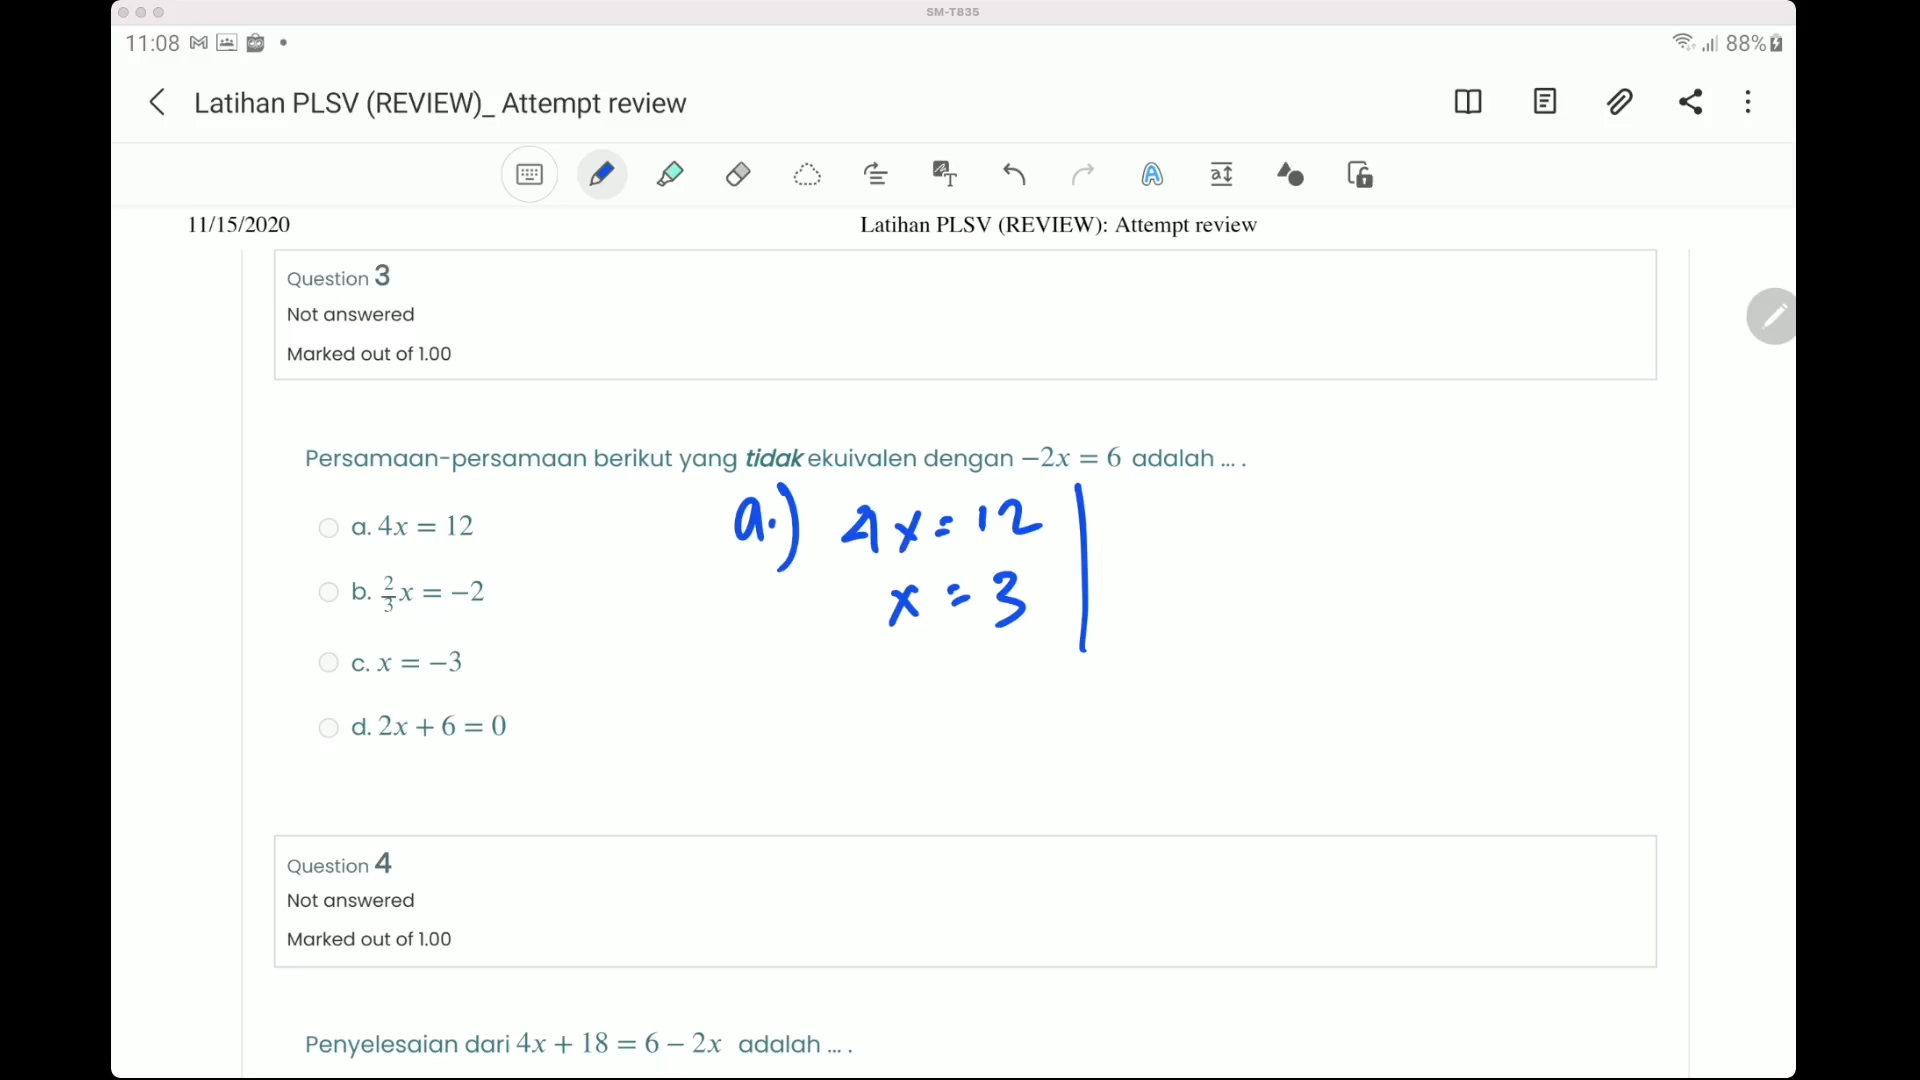 SM-T835
11:08 88%
Latihan PLSV (REVIEW)_ Attempt review
11/15/2020 Latihan PLSV (REVIEW): Attempt review
Question 3
Not answered
Marked out of 1.00
Persamaan-persamaan berikut yang tidak ekuivalen dengan −2x = 6 adalah ... .
a. 4x = 12
b. 2/3 x = −2
c. x = −3
d. 2x + 6 = 0
a.) 4x = 12
x = 3
Question 4
Not answered
Marked out of 1.00
Penyelesaian dari 4x + 18 = 6 − 2x adalah ... .